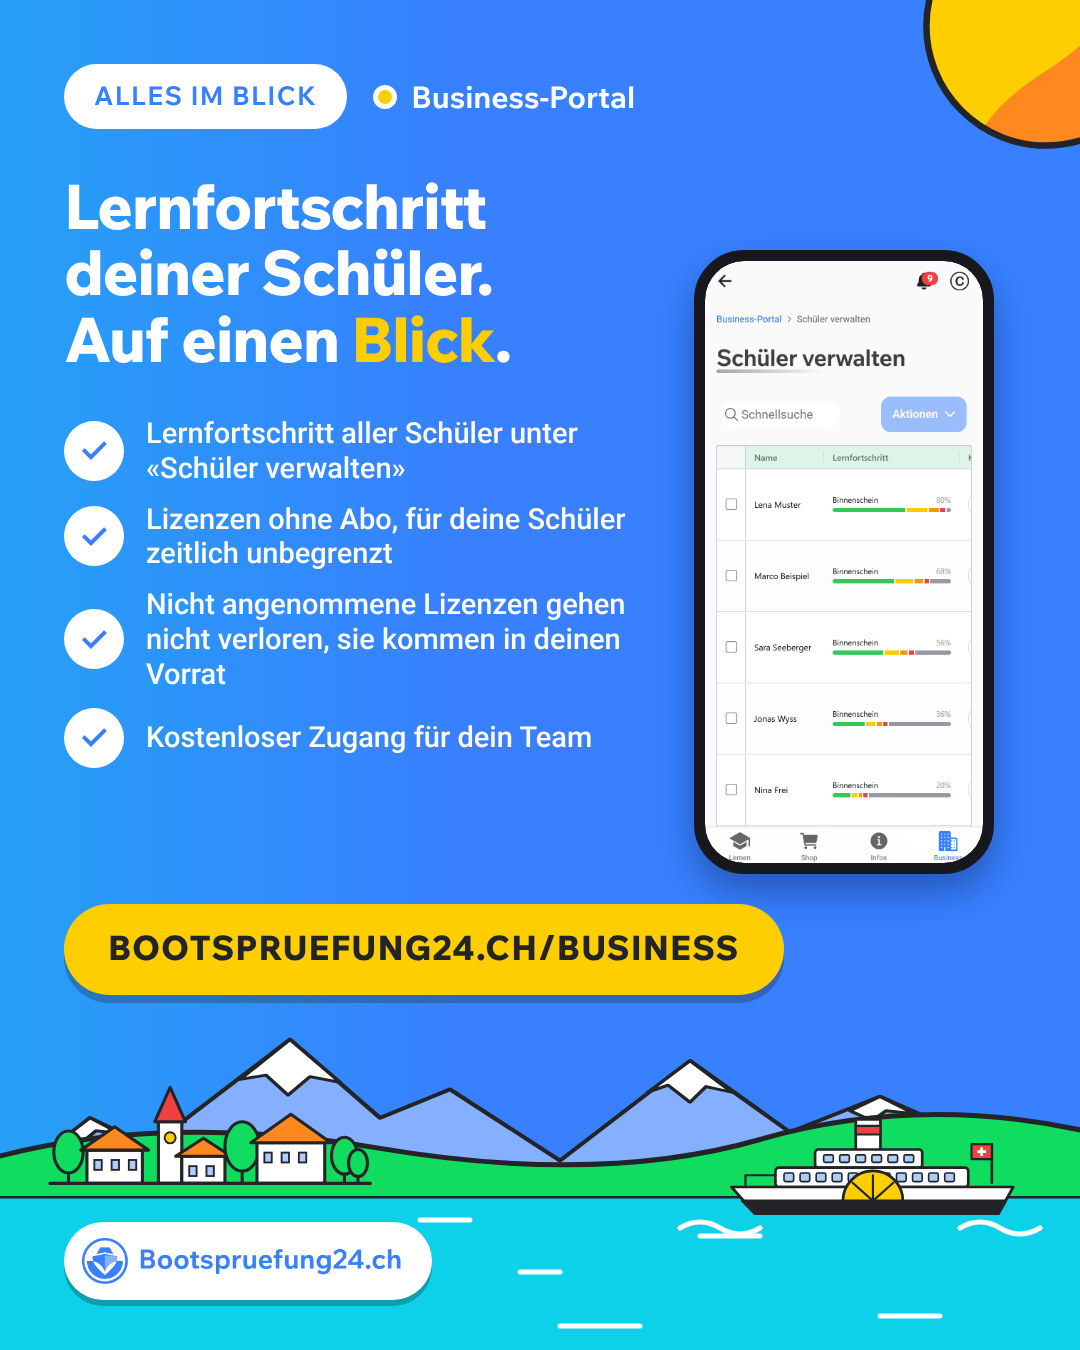 ALLES IM BLICK
Business-Portal
Lernfortschritt
deiner Schüler.
Auf einen Blick.
Lernfortschritt aller Schüler unter
«Schüler verwalten»
Lizenzen ohne Abo, für deine Schüler
zeitlich unbegrenzt
Nicht angenommene Lizenzen gehen
nicht verloren, sie kommen in deinen
Vorrat
Kostenloser Zugang für dein Team
9
C
Business-Portal > Schüler verwalten
Schüler verwalten
Schnellsuche
Aktionen
Name Lernfortschritt
Lena Muster Binnenschein 80%
Marco Beispiel Binnenschein 68%
Sara Seeberger Binnenschein 56%
Jonas Wyss Binnenschein 36%
Nina Frei Binnenschein 20%
Lernen Shop Infos Business
BOOTSPRUEFUNG24.CH/BUSINESS
Bootspruefung24.ch